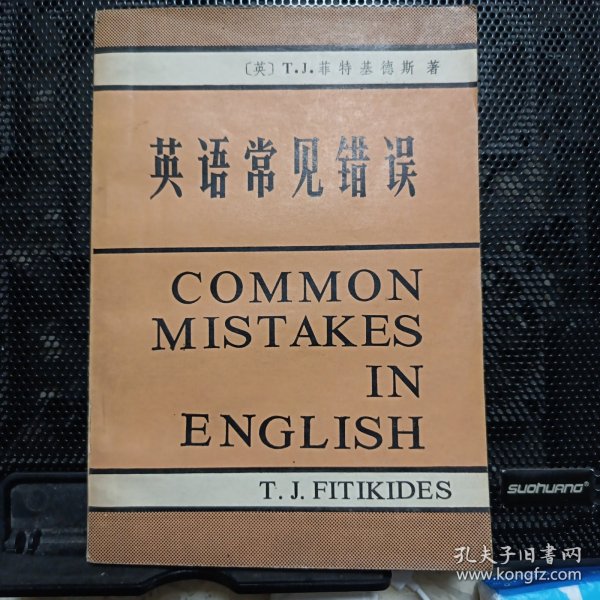 〔英〕T.J.菲特基德斯 著
英语常见错误
COMMON
MISTAKES
IN
ENGLISH
T. J. FITIKIDES
SUOHUANG®
孔夫子旧书网
www.kongfz.com